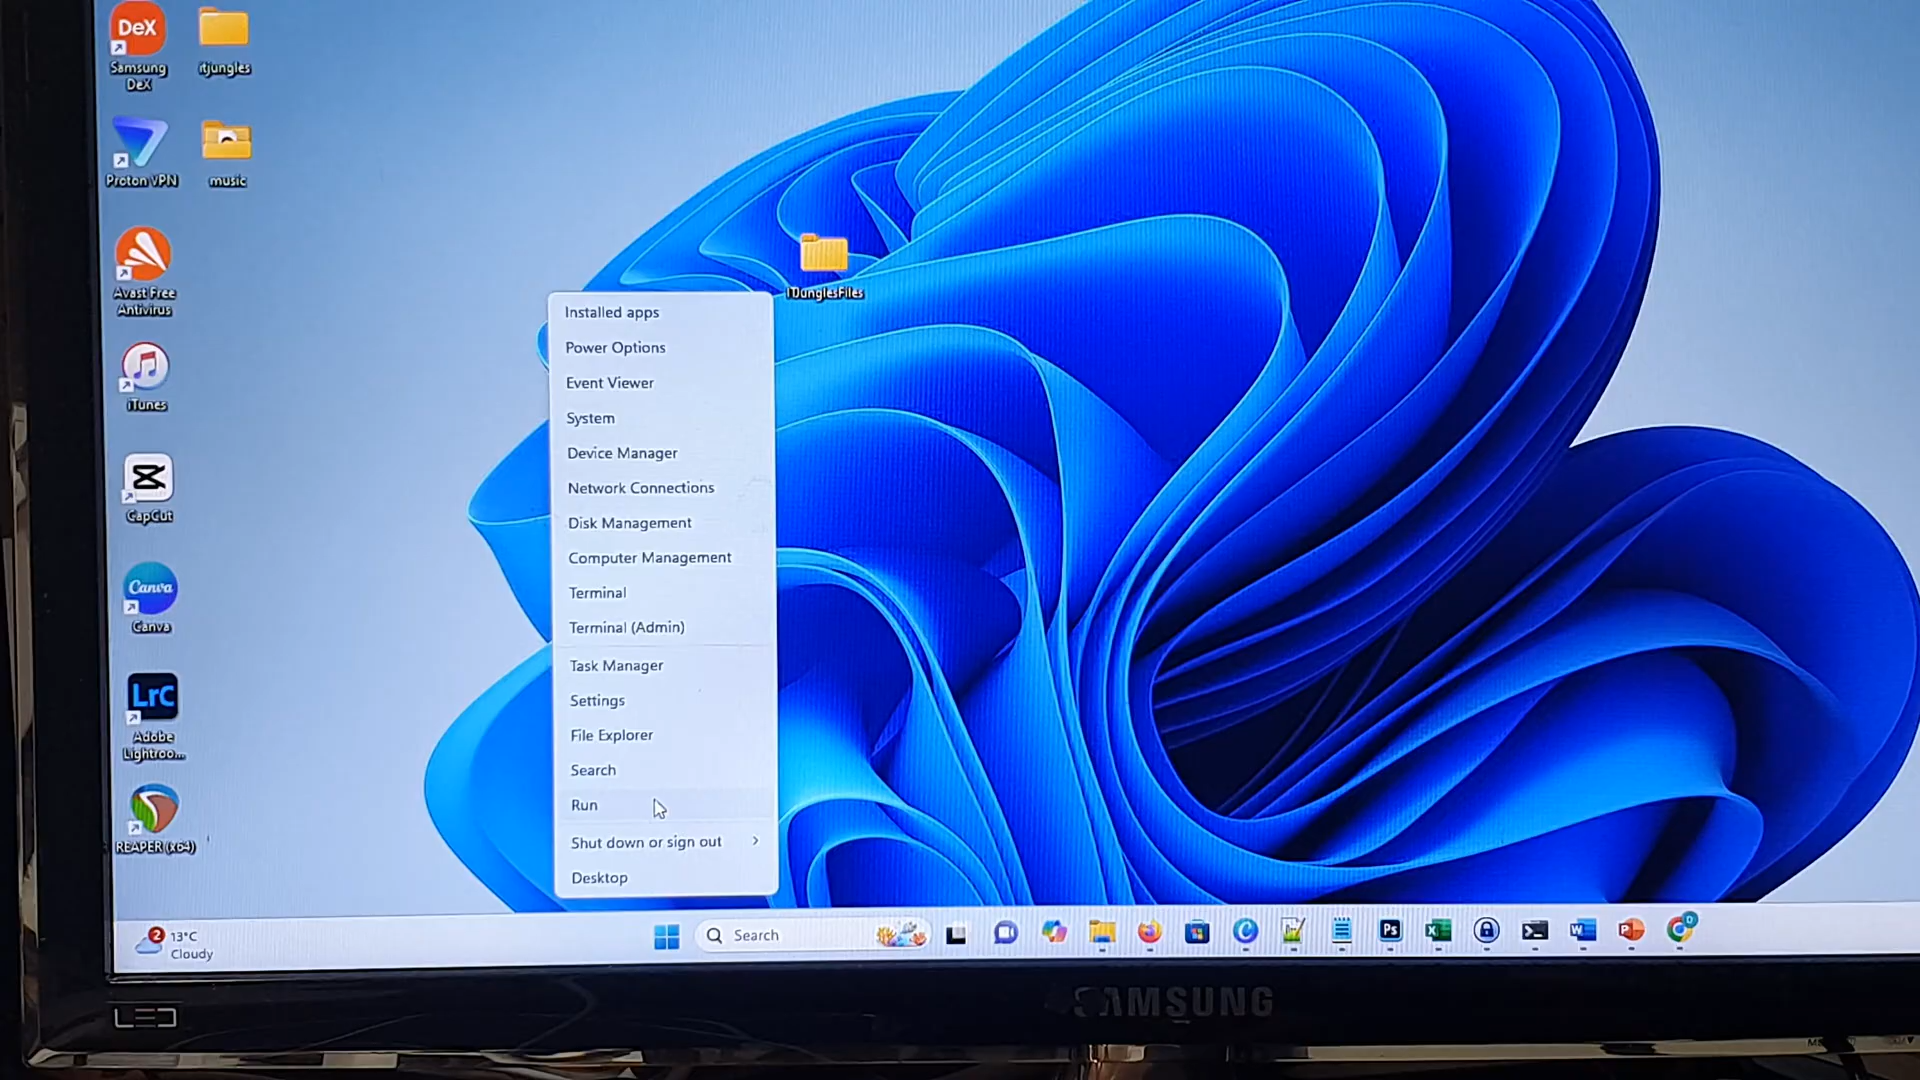 DeX
Samsung
DeX
itjungles
Proton VPN
music
Avast Free
Antivirus
iTunes
CapCut
Canva
Canva
LrC
Adobe
Lightroo...
REAPER (x64)
ITJunglesFiles
Installed apps
Power Options
Event Viewer
System
Device Manager
Network Connections
Disk Management
Computer Management
Terminal
Terminal (Admin)
Task Manager
Settings
File Explorer
Search
Run
Shut down or sign out
Desktop
2
13°C
Cloudy
Search
Ps
LED
SAMSUNG